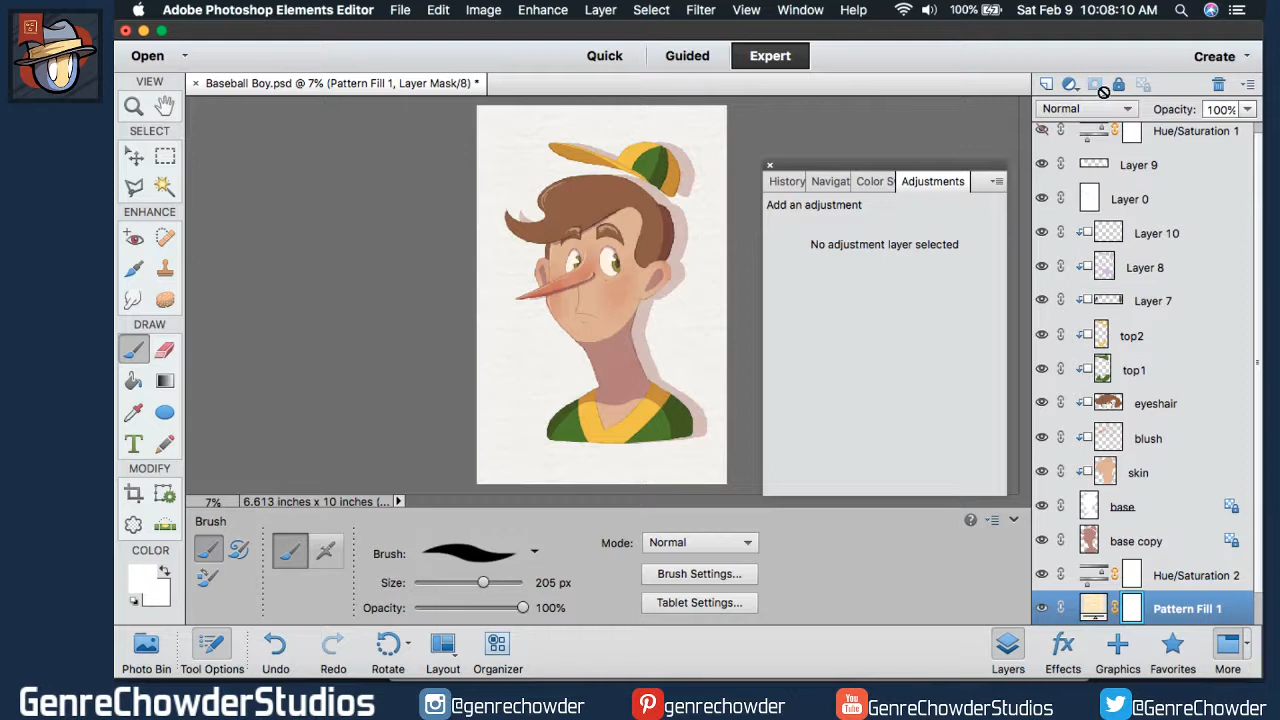 Adobe Photoshop Elements Editor File Edit Image Enhance Layer Select Filter View Window Help 100% Sat Feb 9 10:08:10 AM
Open Quick Guided Expert Create
VIEW
Baseball Boy.psd @ 7% (Pattern Fill 1, Layer Mask/8) *
SELECT
ENHANCE
DRAW
MODIFY
COLOR
History Navigat Color S Adjustments
Add an adjustment
No adjustment layer selected
Normal Opacity: 100%
Hue/Saturation 1
Layer 9
Layer 0
Layer 10
Layer 8
Layer 7
top2
top1
eyeshair
blush
skin
base
base copy
Hue/Saturation 2
Pattern Fill 1
7% 6.613 inches x 10 inches (...
Brush
Brush: Mode: Normal
Size: 205 px Brush Settings...
Opacity: 100% Tablet Settings...
Photo Bin Tool Options Undo Redo Rotate Layout Organizer Layers Effects Graphics Favorites More
GenreChowderStudios @genrechowder genrechowder GenreChowderStudios @GenreChowder